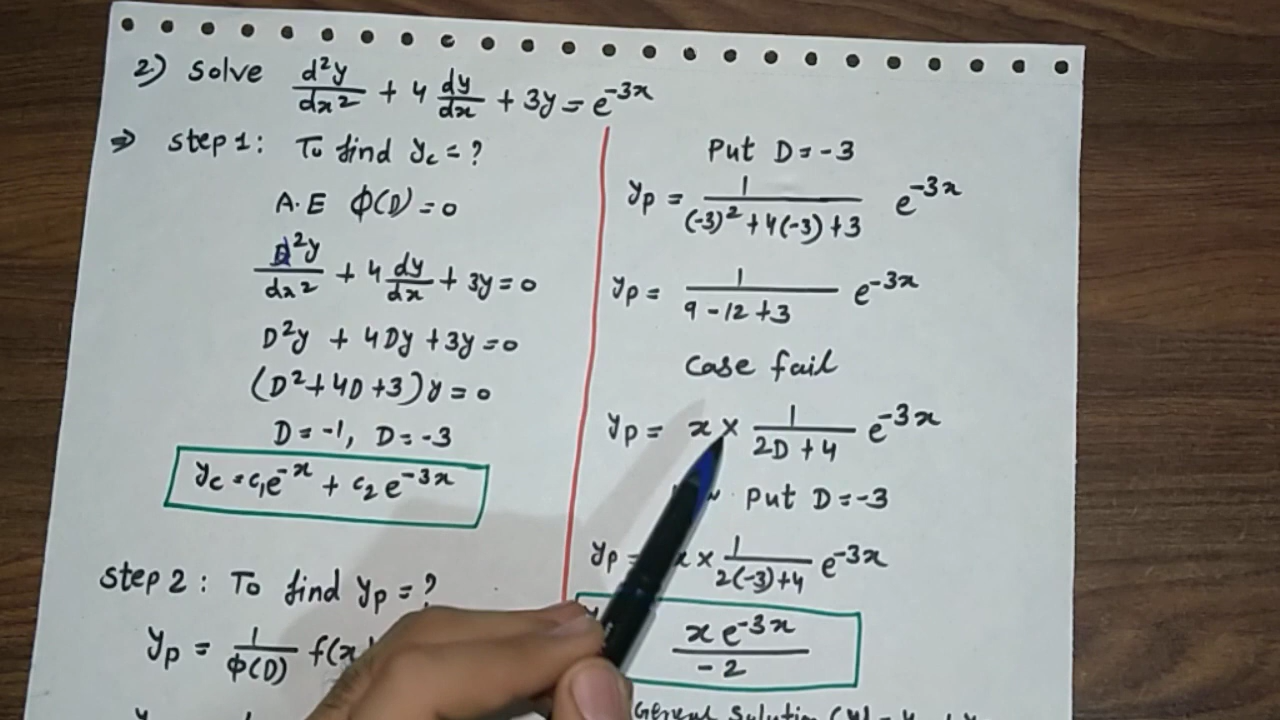 2) Solve d²y/dx² + 4 dy/dx + 3y = e^-3x
⇒ Step 1: To find yc = ?
A.E Φ(D) = 0
D²y/dx² + 4 dy/dx + 3y = 0
D²y + 4Dy + 3y = 0
(D² + 4D + 3)y = 0
D = -1, D = -3
yc = c₁e^-x + c₂e^-3x
Step 2: To find yp = ?
yp = 1/Φ(D) f(x)
Put D = -3
yp = 1/((-3)² + 4(-3) + 3) e^-3x
yp = 1/(9 - 12 + 3) e^-3x
Case fail
yp = x × 1/(2D + 4) e^-3x
Put D = -3
yp = x × 1/(2(-3) + 4) e^-3x
x e^-3x / -2
General Solution (y) =